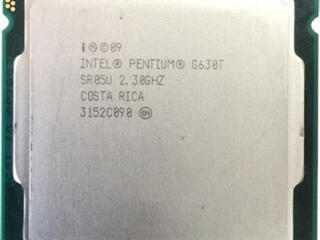 i Ⓜ©09
INTEL® PENTIUM® G630T
SR05U 2.30GHZ
COSTA RICA
3152C090